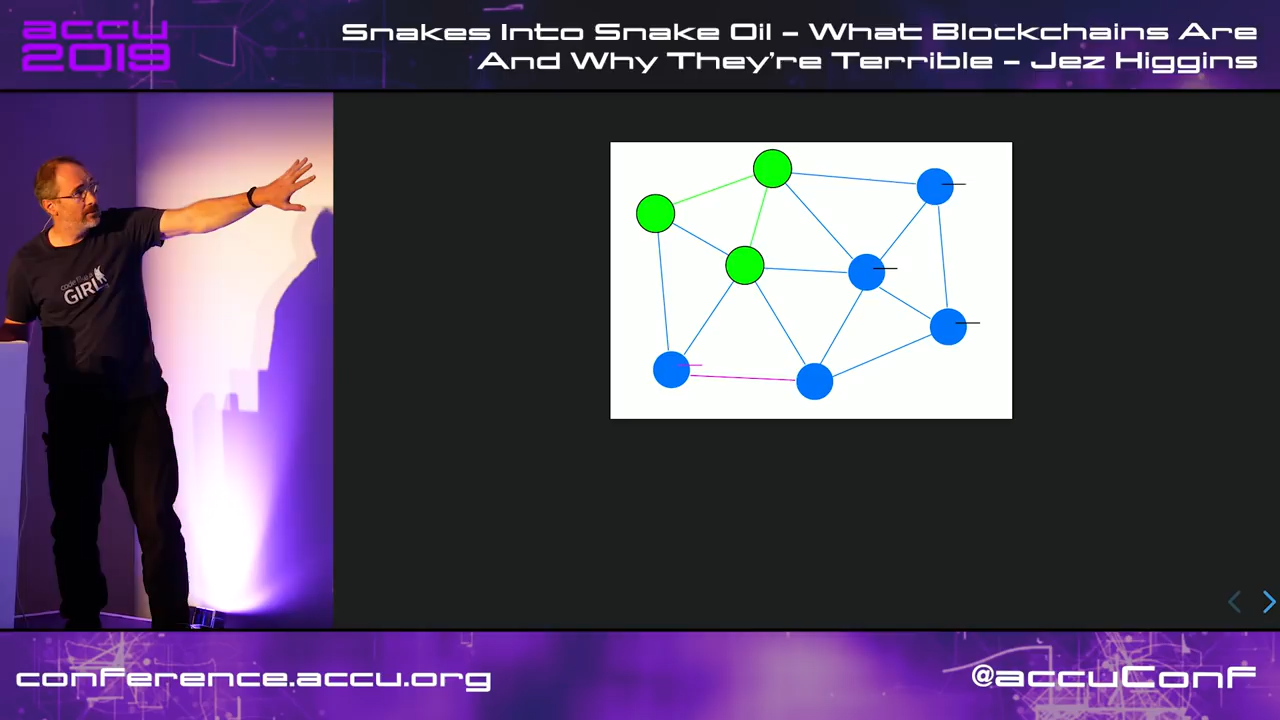 accu
2019
Snakes Into Snake Oil – What Blockchains Are
And Why They're Terrible – Jez Higgins
GIRL
conference.accu.org
@accuConf